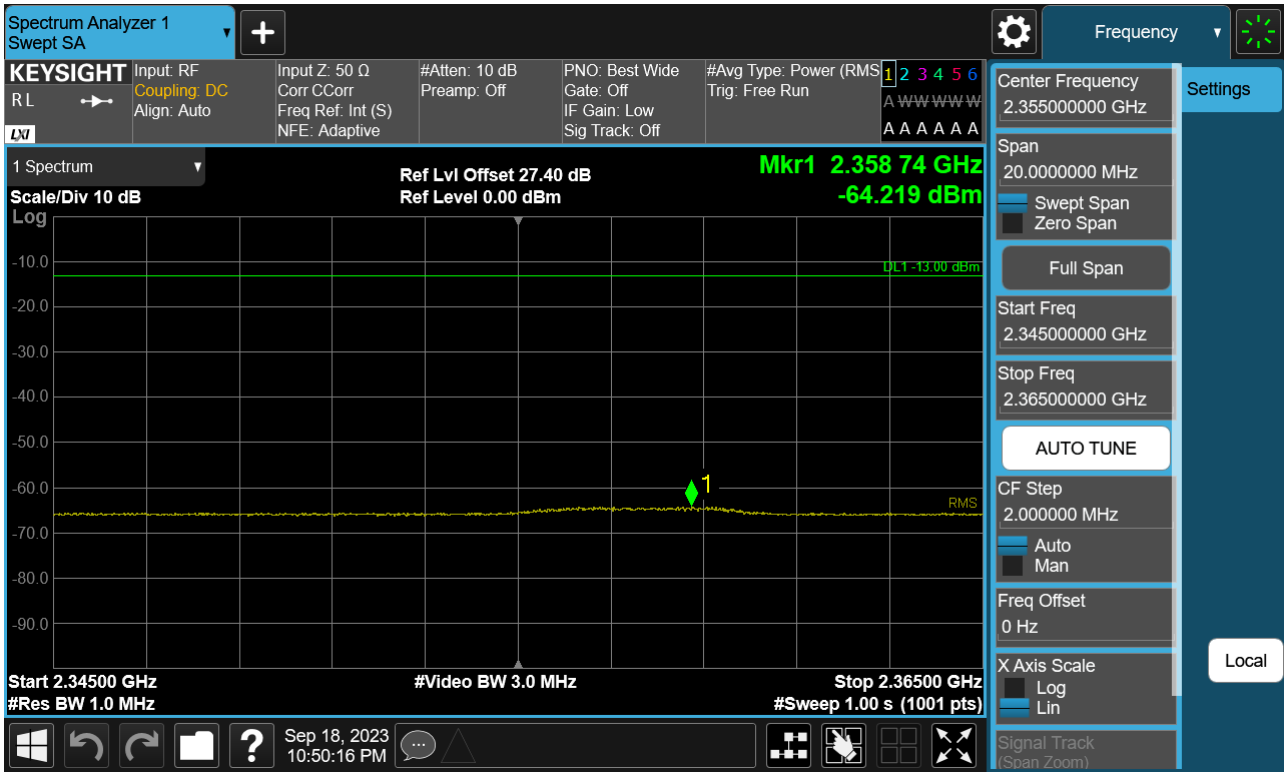 Spectrum Analyzer 1
Swept SA
Frequency
KEYSIGHT
R L
LXI
Input: RF
Coupling: DC
Align: Auto
Input Z: 50 Ω
Corr CCorr
Freq Ref: Int (S)
NFE: Adaptive
#Atten: 10 dB
Preamp: Off
PNO: Best Wide
Gate: Off
IF Gain: Low
Sig Track: Off
#Avg Type: Power (RMS
Trig: Free Run
1 2 3 4 5 6
A W W W W W
A A A A A A
1 Spectrum
Scale/Div 10 dB
Log
Ref Lvl Offset 27.40 dB
Ref Level 0.00 dBm
Mkr1 2.358 74 GHz
-64.219 dBm
DL1 -13.00 dBm
-10.0
-20.0
-30.0
-40.0
-50.0
-60.0
-70.0
-80.0
-90.0
1
RMS
Start 2.34500 GHz
#Res BW 1.0 MHz
#Video BW 3.0 MHz
Stop 2.36500 GHz
#Sweep 1.00 s (1001 pts)
Center Frequency
2.355000000 GHz
Span
20.0000000 MHz
Swept Span
Zero Span
Full Span
Start Freq
2.345000000 GHz
Stop Freq
2.365000000 GHz
AUTO TUNE
CF Step
2.000000 MHz
Auto
Man
Freq Offset
0 Hz
X Axis Scale
Log
Lin
Signal Track
(Span Zoom)
Settings
Local
?
Sep 18, 2023
10:50:16 PM